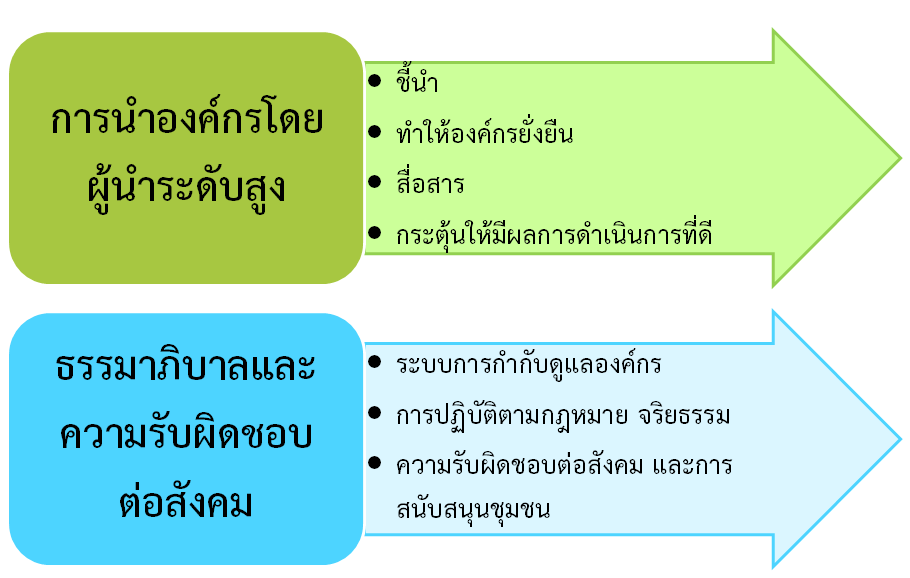 การนำองค์กรโดย
ผู้นำระดับสูง
• ชี้นำ
• ทำให้องค์กรยั่งยืน
• สื่อสาร
• กระตุ้นให้มีผลการดำเนินการที่ดี
ธรรมาภิบาลและ
ความรับผิดชอบ
ต่อสังคม
• ระบบการกำกับดูแลองค์กร
• การปฏิบัติตามกฎหมาย จริยธรรม
• ความรับผิดชอบต่อสังคม และการ
สนับสนุนชุมชน